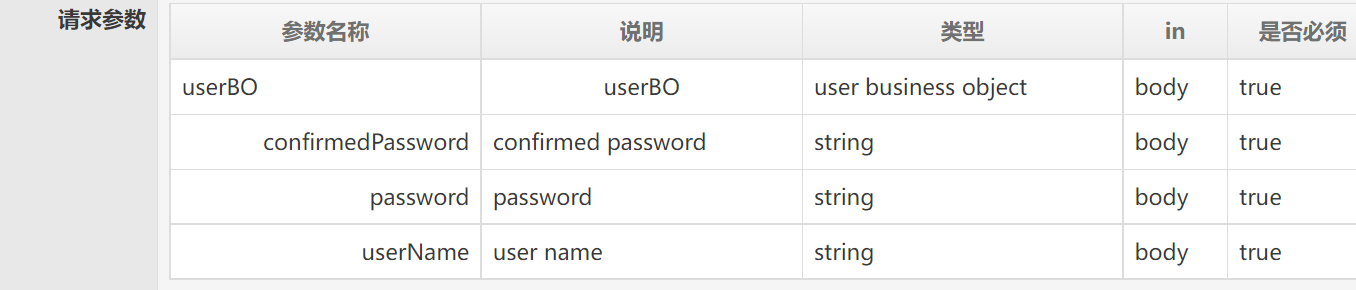 请求参数
参数名称 说明 类型 in 是否必须
userBO userBO user business object body true
confirmedPassword confirmed password string body true
password password string body true
userName user name string body true